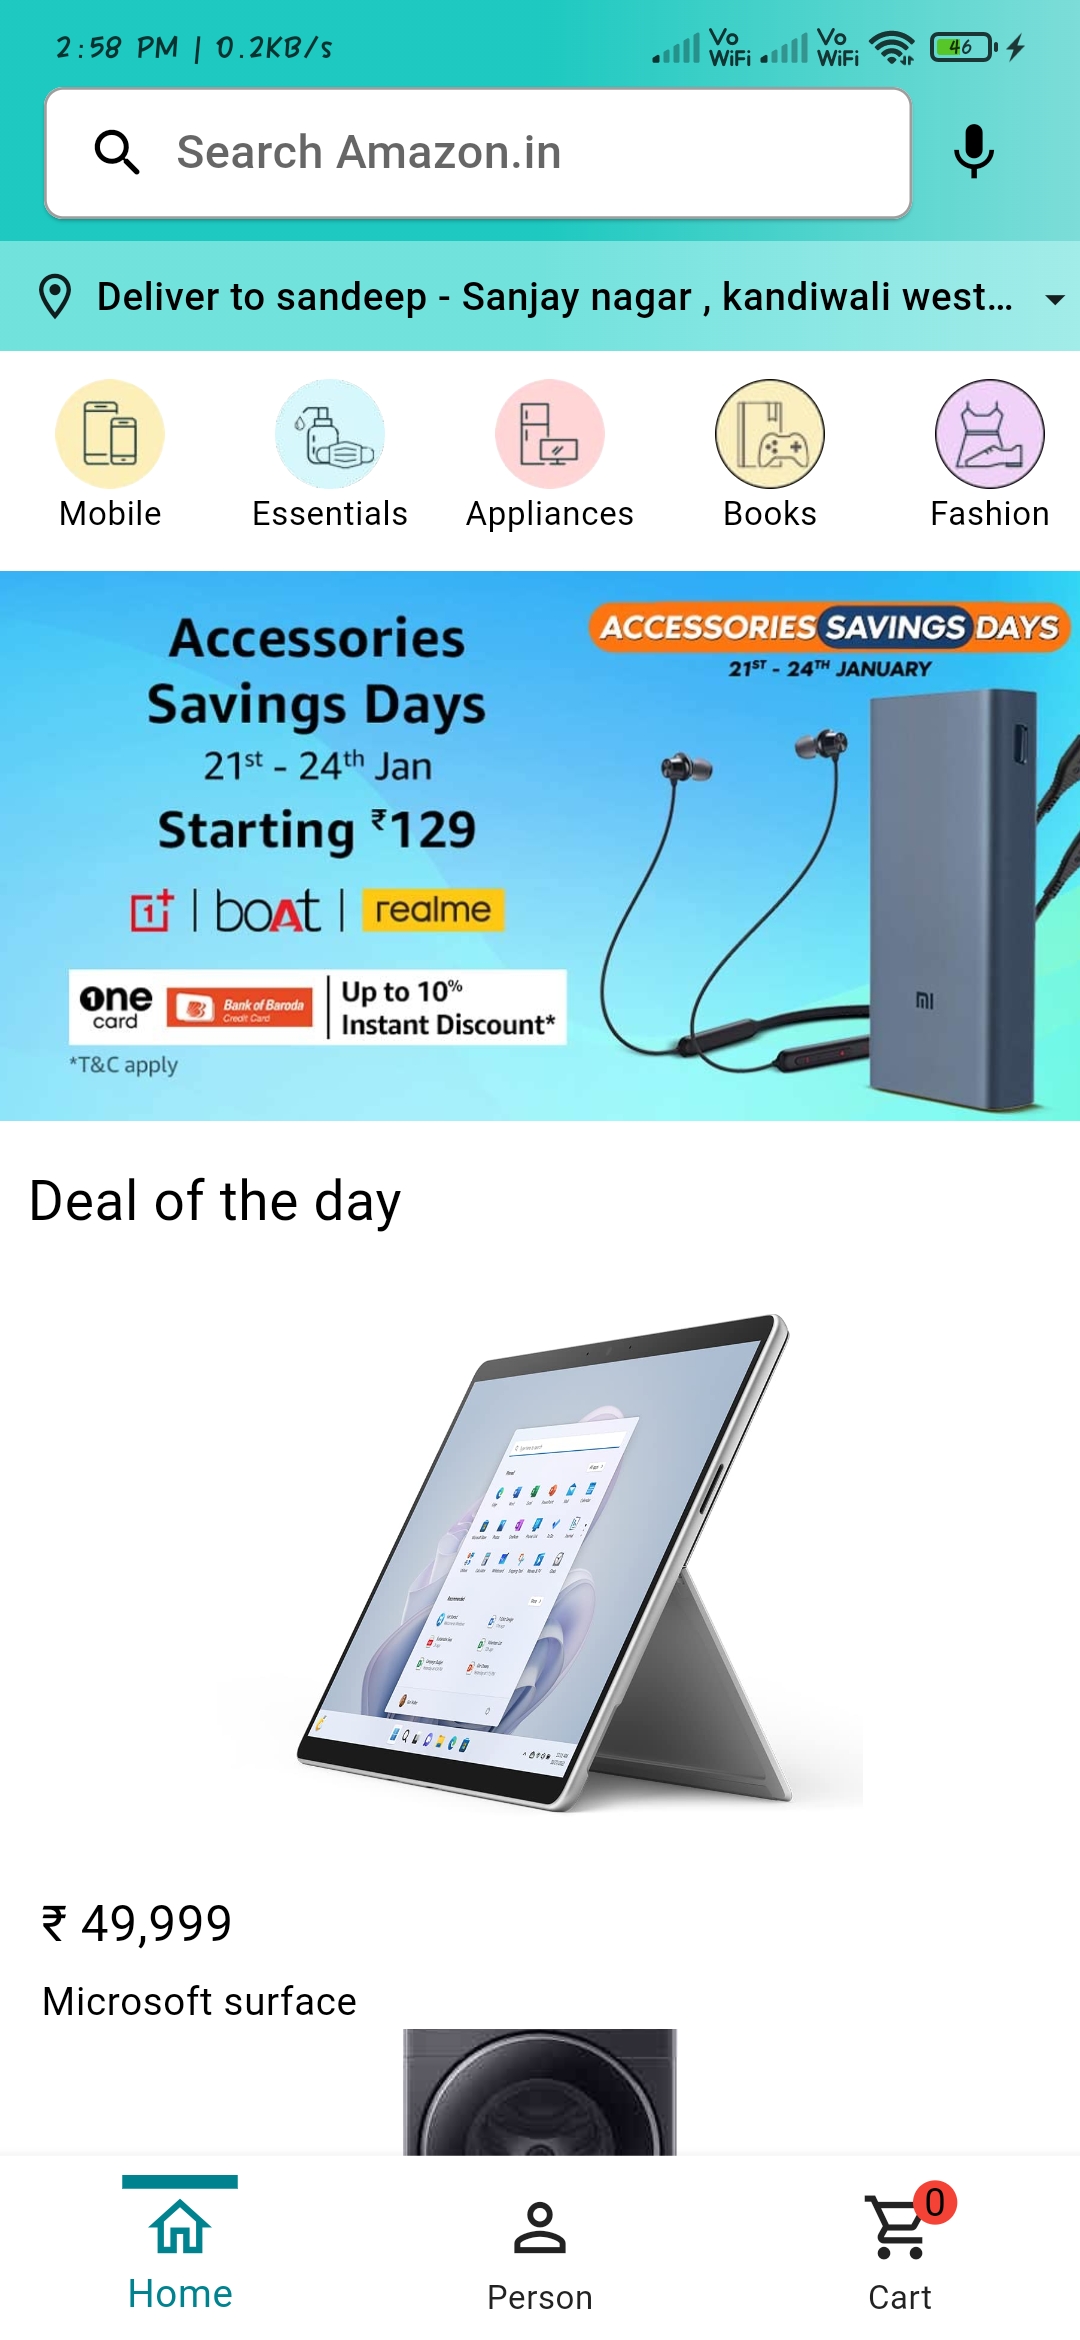 2:58 PM | 0.2KB/s
Vo WiFi Vo WiFi 46
Search Amazon.in
Deliver to sandeep - Sanjay nagar , kandiwali west...
Mobile Essentials Appliances Books Fashion
Accessories
Savings Days
21st - 24th Jan
Starting ₹129
1+ | boAt | realme
one card Bank of Baroda Credit Card
Up to 10%
Instant Discount*
*T&C apply
ACCESSORIES SAVINGS DAYS
21ST - 24TH JANUARY
mi
Deal of the day
₹ 49,999
Microsoft surface
0
Home Person Cart